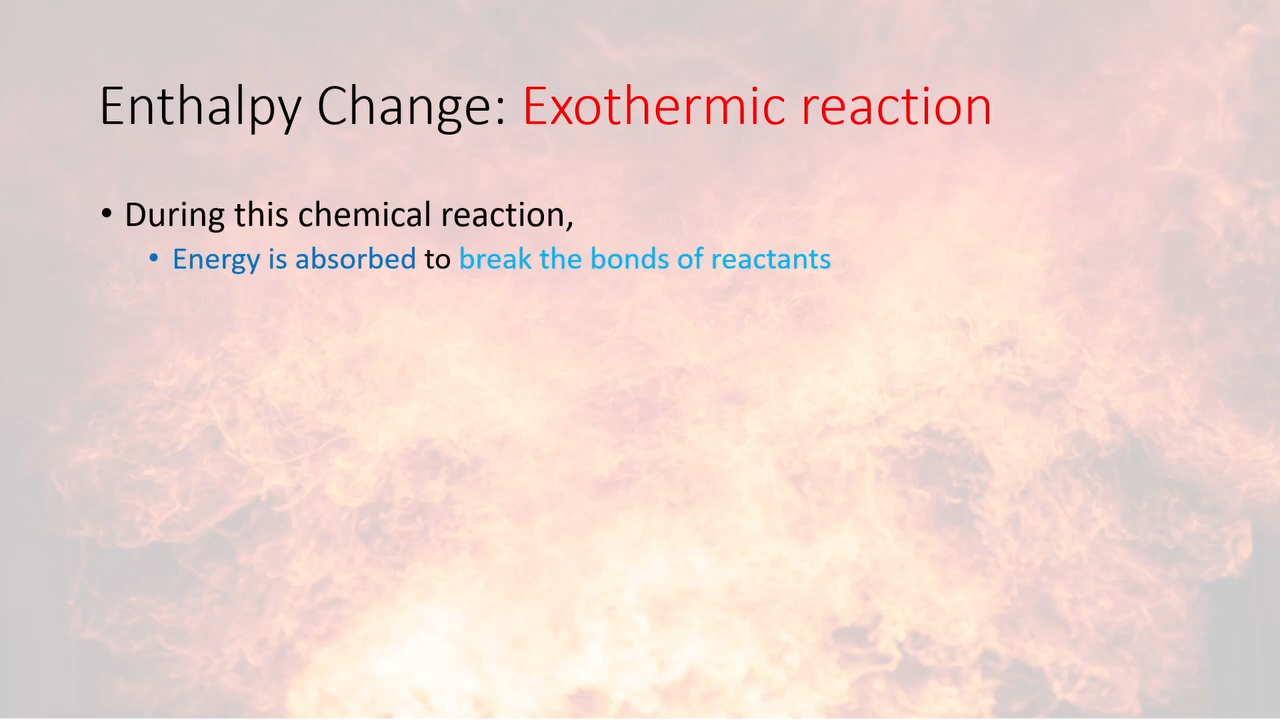 Enthalpy Change: Exothermic reaction
• During this chemical reaction,
• Energy is absorbed to break the bonds of reactants